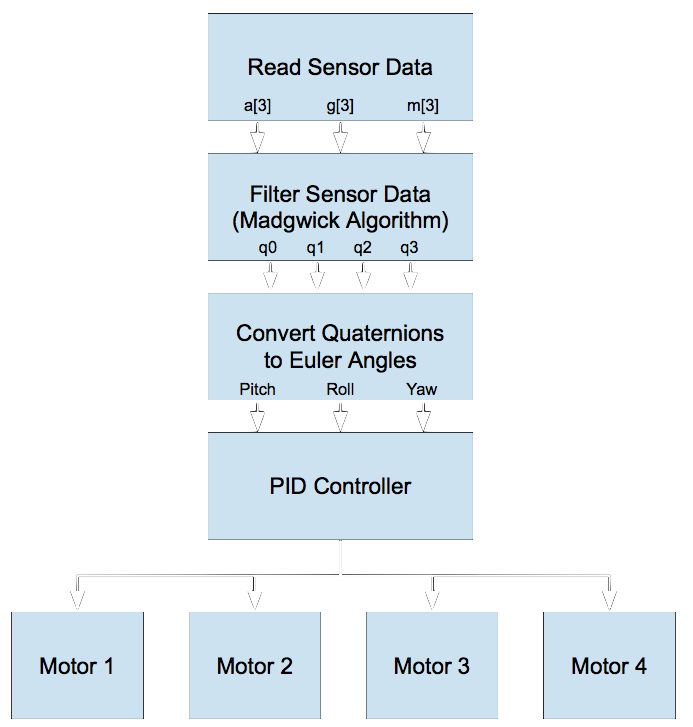 Read Sensor Data
a[3] g[3] m[3]
Filter Sensor Data
(Madgwick Algorithm)
q0 q1 q2 q3
Convert Quaternions
to Euler Angles
Pitch Roll Yaw
PID Controller
Motor 1 Motor 2 Motor 3 Motor 4